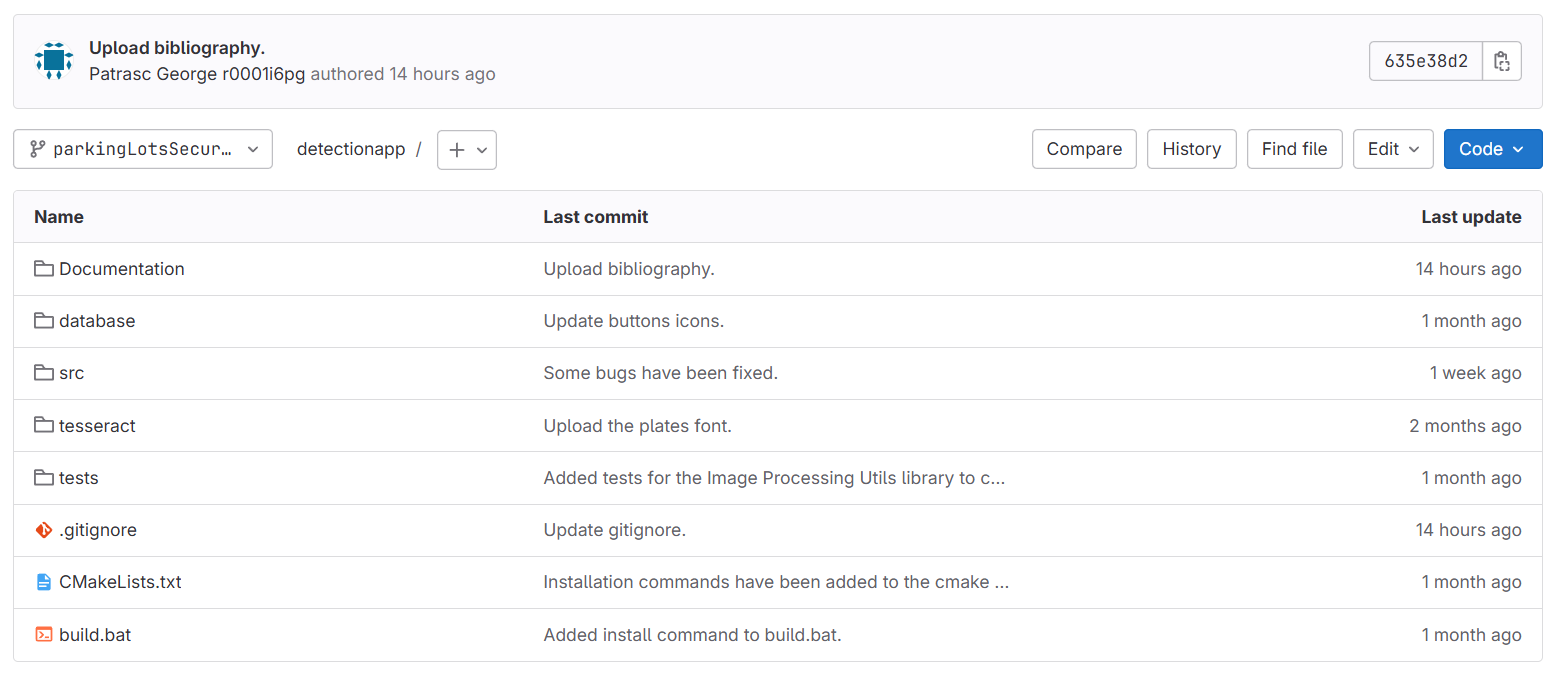 Upload bibliography.
Patrasc George r0001i6pg authored 14 hours ago
635e38d2
parkingLotsSecur...
detectionapp /
Compare
History
Find file
Edit
Code
Name Last commit Last update
Documentation Upload bibliography. 14 hours ago
database Update buttons icons. 1 month ago
src Some bugs have been fixed. 1 week ago
tesseract Upload the plates font. 2 months ago
tests Added tests for the Image Processing Utils library to c... 1 month ago
.gitignore Update gitignore. 14 hours ago
CMakeLists.txt Installation commands have been added to the cmake ... 1 month ago
build.bat Added install command to build.bat. 1 month ago